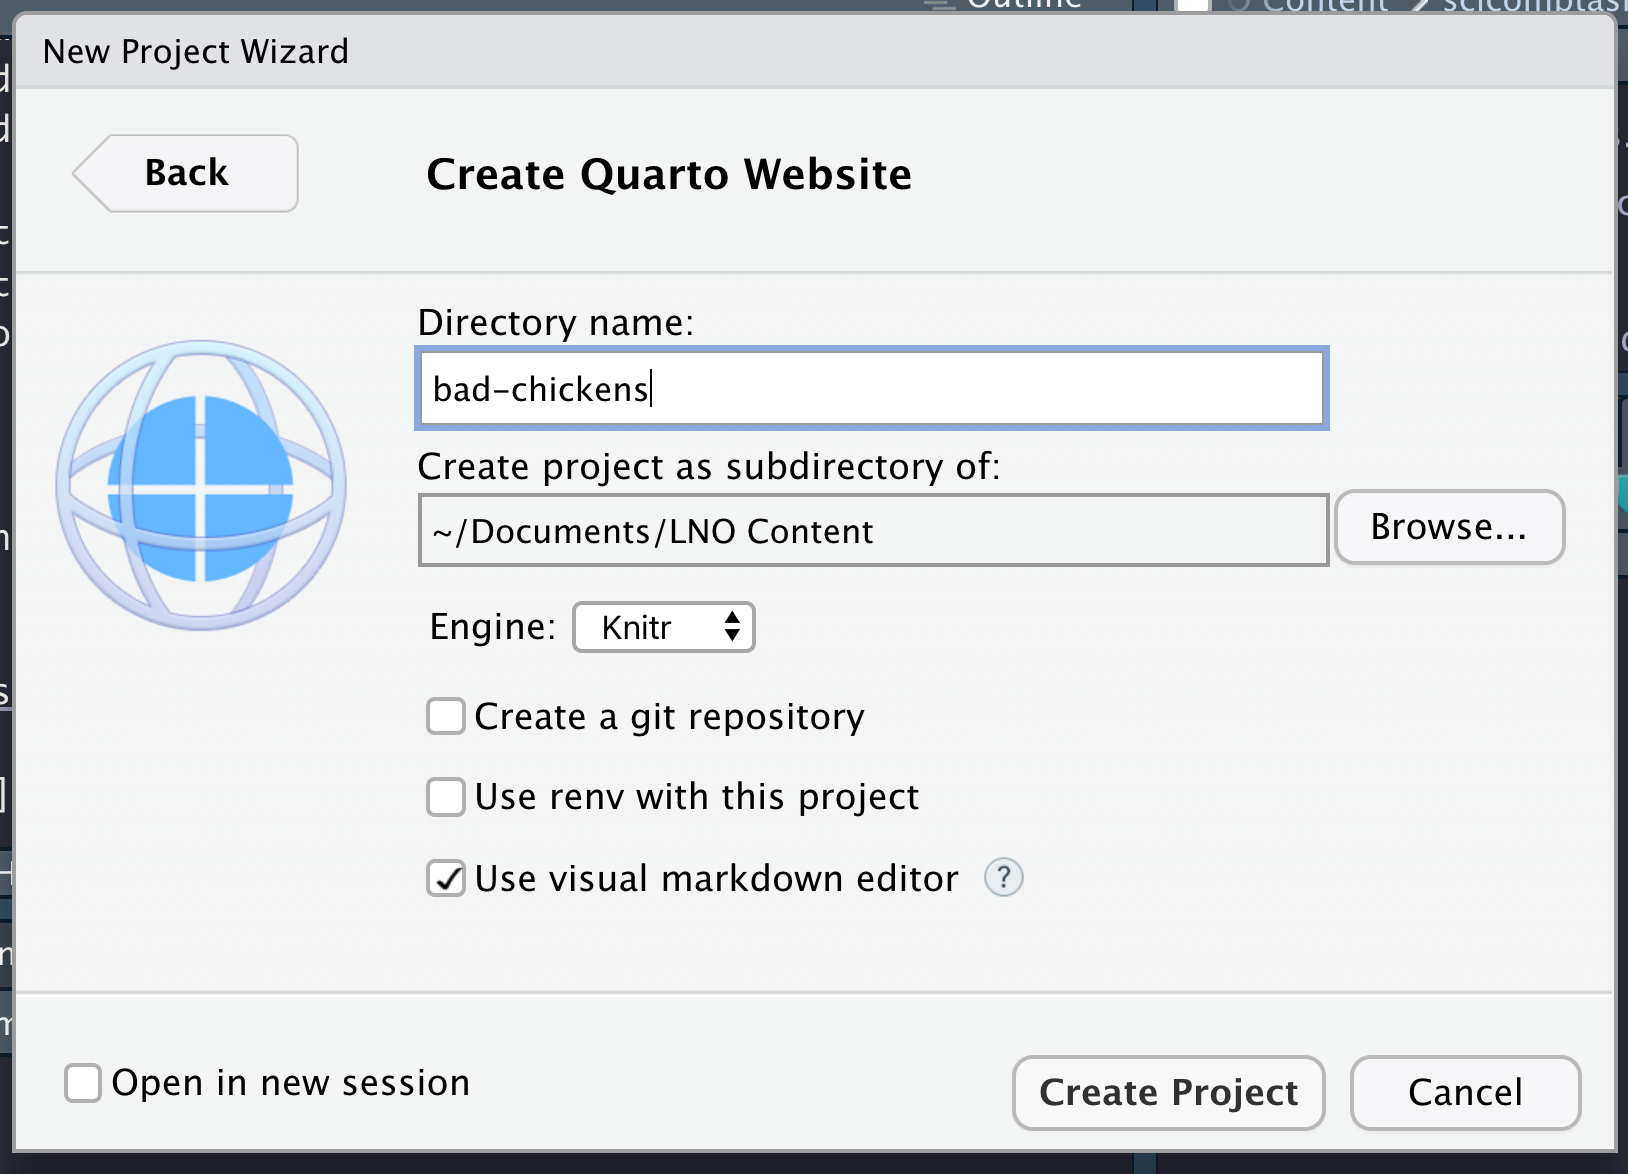 Outline
Content
New Project Wizard
Back
Create Quarto Website
Directory name:
bad-chickens
Create project as subdirectory of:
~/Documents/LNO Content
Browse...
Engine: Knitr
Create a git repository
Use renv with this project
Use visual markdown editor ?
Open in new session
Create Project
Cancel